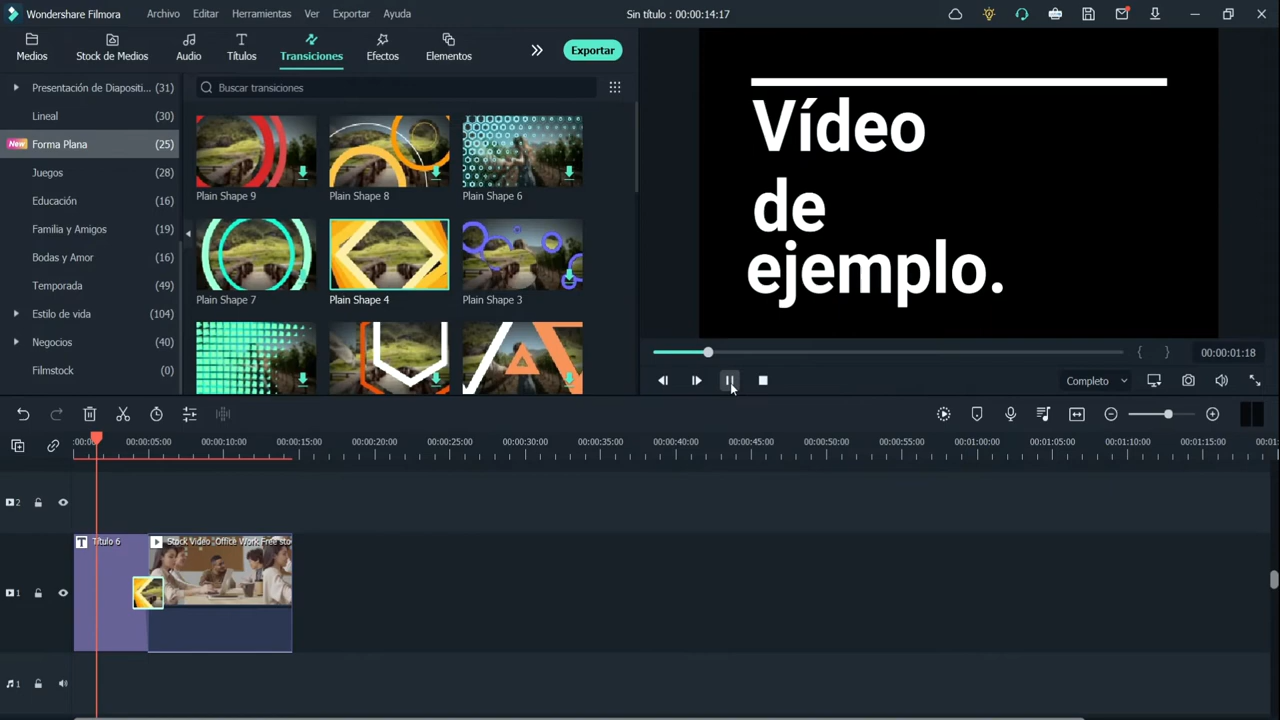 Wondershare Filmora
Archivo
Editar
Herramientas
Ver
Exportar
Ayuda
Sin título : 00:00:14:17
Medios
Stock de Medios
Audio
Títulos
Transiciones
Efectos
Elementos
Exportar
Presentación de Diapositi... (31)
Lineal (30)
New Forma Plana (25)
Juegos (28)
Educación (16)
Familia y Amigos (19)
Bodas y Amor (16)
Temporada (49)
Estilo de vida (104)
Negocios (40)
Filmstock (0)
Buscar transiciones
Plain Shape 9
Plain Shape 8
Plain Shape 6
Plain Shape 7
Plain Shape 4
Plain Shape 3
Vídeo
de
ejemplo.
00:00:01:18
Completo
:00:00
00:00:05:00
00:00:10:00
00:00:15:00
00:00:20:00
00:00:25:00
00:00:30:00
00:00:35:00
00:00:40:00
00:00:45:00
00:00:50:00
00:00:55:00
00:01:00:00
00:01:05:00
00:01:10:00
00:01:15:00
00:01:
2
T Título 6
Stock Video_Office Work Free sto
1
1